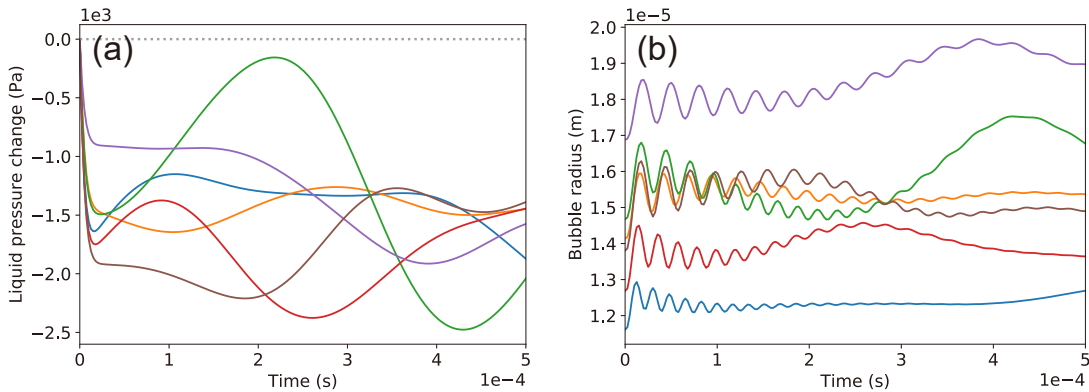 1e3
(a)
Liquid pressure change (Pa)
0.0
−0.5
−1.0
−1.5
−2.0
−2.5
0 1 2 3 4 5
Time (s)
1e−4
1e−5
(b)
Bubble radius (m)
2.0
1.9
1.8
1.7
1.6
1.5
1.4
1.3
1.2
0 1 2 3 4 5
Time (s)
1e−4